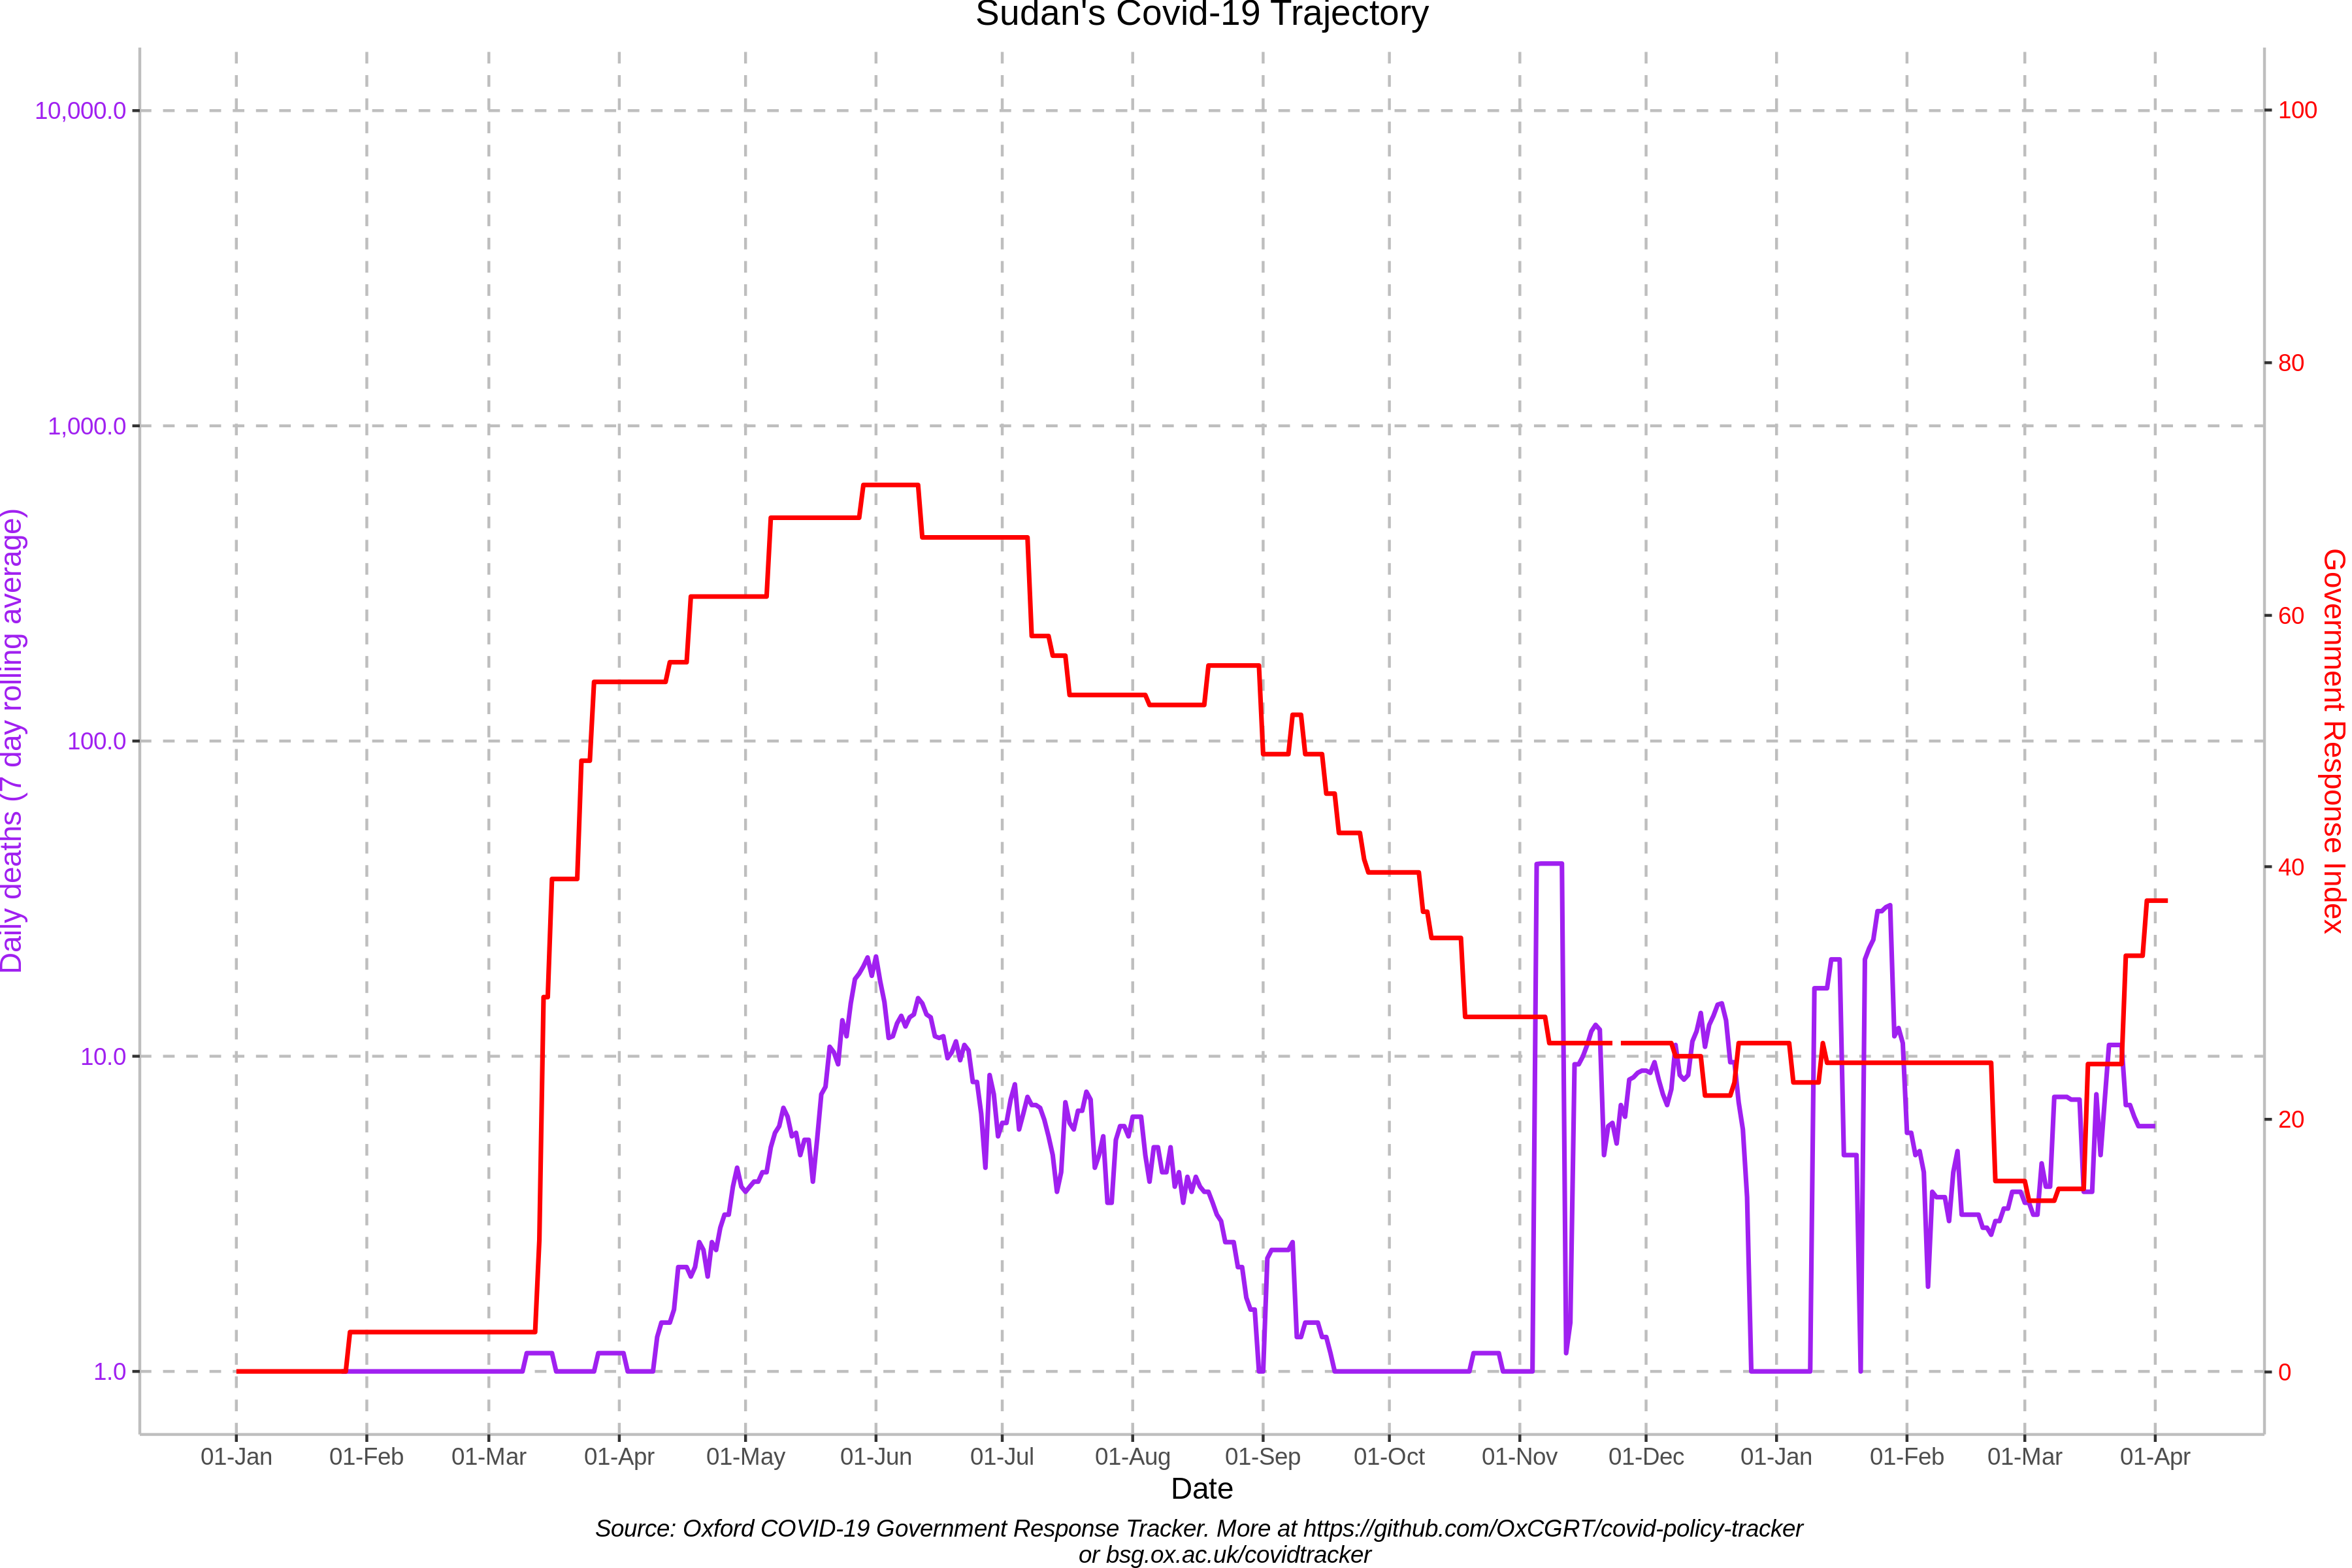 Sudan's Covid-19 Trajectory
10,000.0
1,000.0
100.0
10.0
1.0
Daily deaths (7 day rolling average)
100
80
60
40
20
0
Government Response Index
01-Jan 01-Feb 01-Mar 01-Apr 01-May 01-Jun 01-Jul 01-Aug 01-Sep 01-Oct 01-Nov 01-Dec 01-Jan 01-Feb 01-Mar 01-Apr
Date
Source: Oxford COVID-19 Government Response Tracker. More at https://github.com/OxCGRT/covid-policy-tracker
or bsg.ox.ac.uk/covidtracker